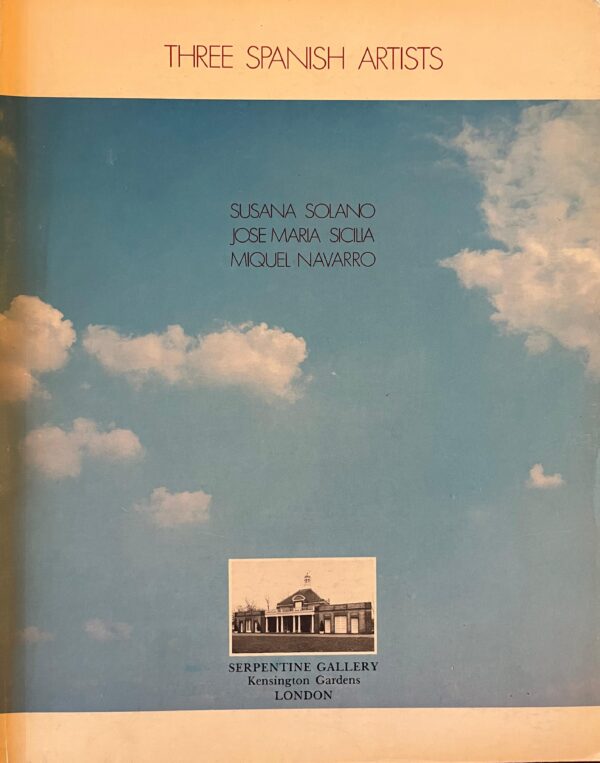 THREE SPANISH ARTISTS
SUSANA SOLANO
JOSE MARIA SICILIA
MIQUEL NAVARRO
SERPENTINE GALLERY
Kensington Gardens
LONDON